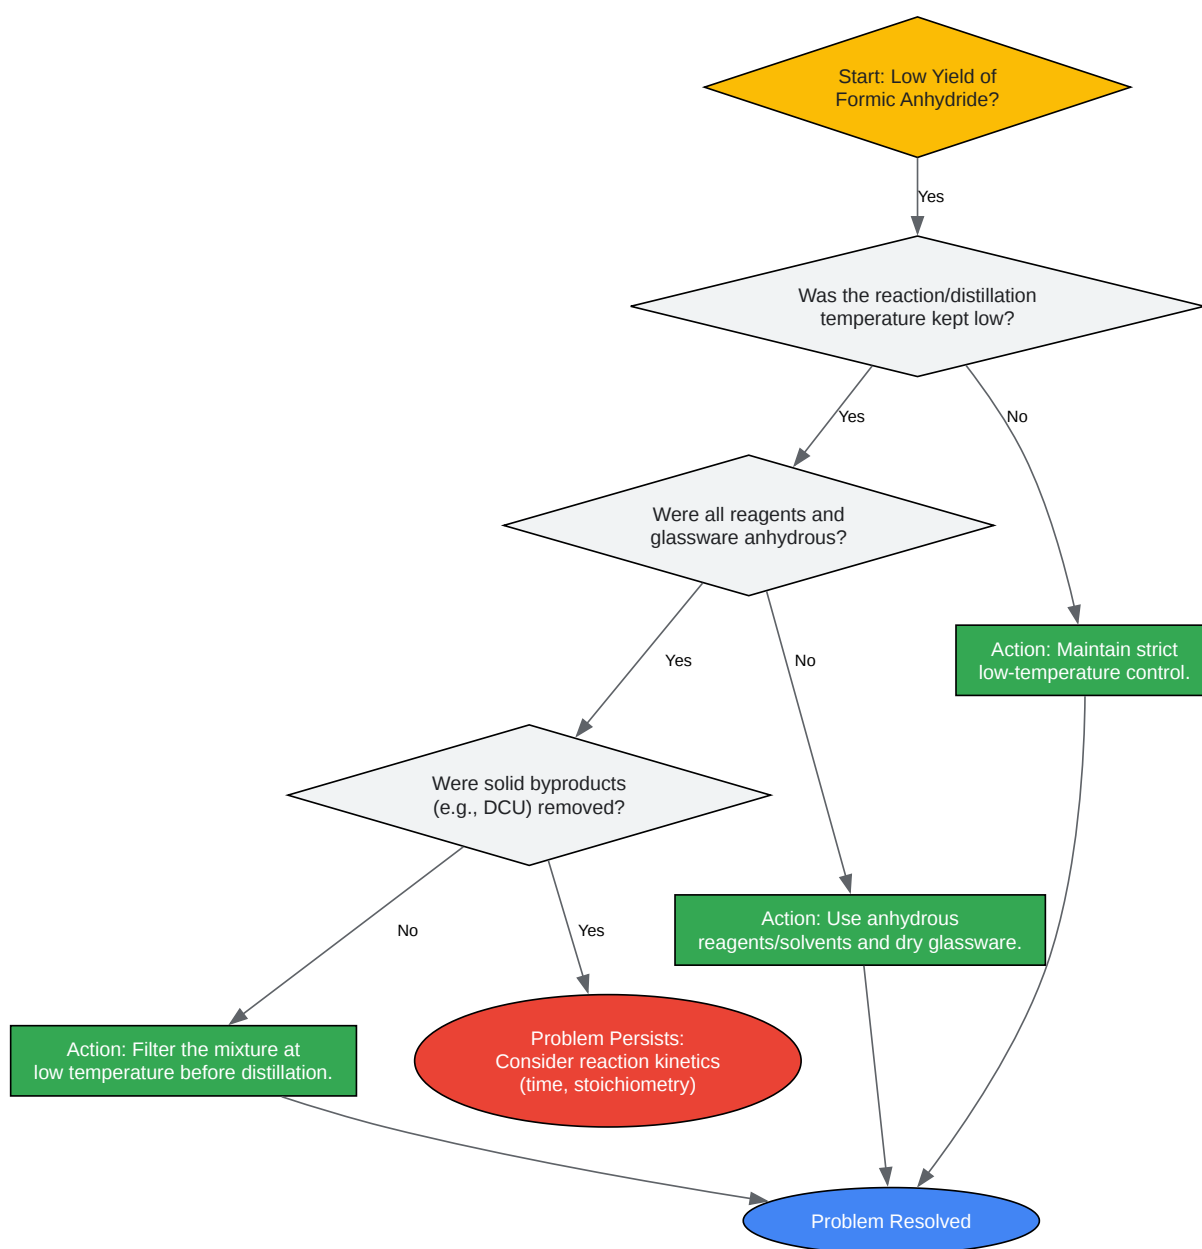 Start: Low Yield of
Formic Anhydride?
Yes
Was the reaction/distillation
temperature kept low?
Yes
No
Were all reagents and
glassware anhydrous?
Action: Maintain strict
low-temperature control.
Yes
No
Were solid byproducts
(e.g., DCU) removed?
Action: Use anhydrous
reagents/solvents and dry glassware.
No
Yes
Action: Filter the mixture at
low temperature before distillation.
Problem Persists:
Consider reaction kinetics
(time, stoichiometry)
Problem Resolved